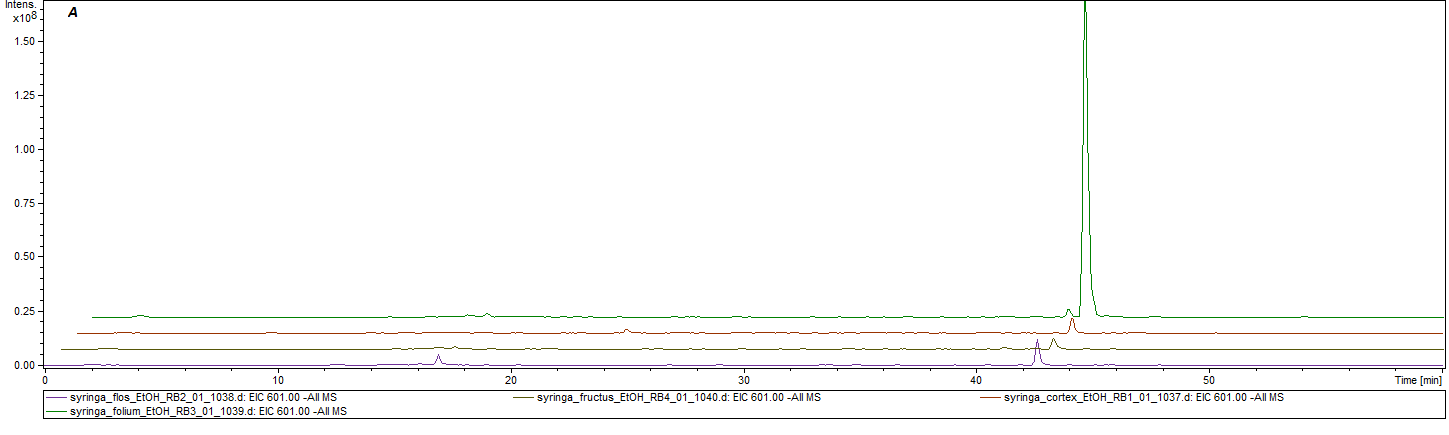 Intens.
x10⁸
A
1.50
1.25
1.00
0.75
0.50
0.25
0.00
0 10 20 30 40 50 Time [min]
syringa_flos_EtOH_RB2_01_1038.d: EIC 601.00 -All MS syringa_fructus_EtOH_RB4_01_1040.d: EIC 601.00 -All MS syringa_cortex_EtOH_RB1_01_1037.d: EIC 601.00 -All MS
syringa_folium_EtOH_RB3_01_1039.d: EIC 601.00 -All MS